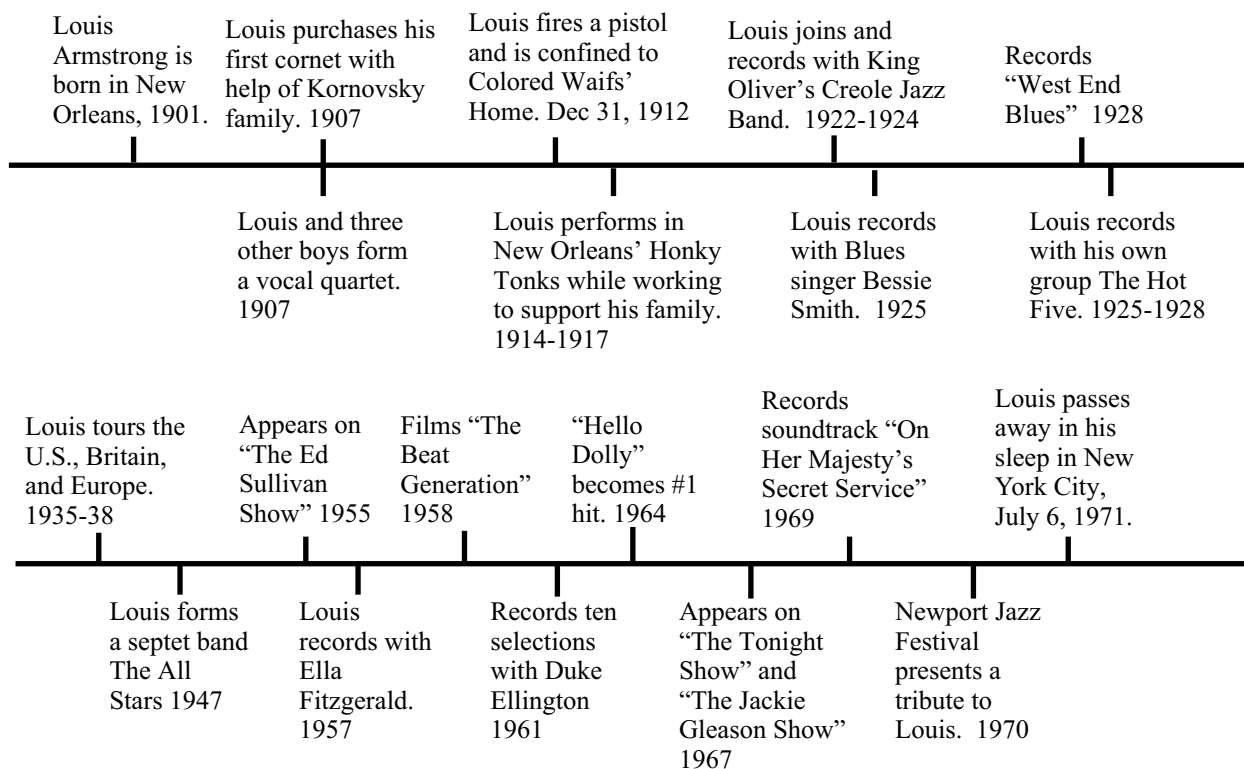 Louis
Armstrong is
born in New
Orleans, 1901.
Louis purchases his
first cornet with
help of Kornovsky
family. 1907
Louis fires a pistol
and is confined to
Colored Waifs'
Home. Dec 31, 1912
Louis joins and
records with King
Oliver's Creole Jazz
Band.  1922-1924
Records
“West End
Blues”  1928
Louis and three
other boys form
a vocal quartet.
1907
Louis performs in
New Orleans' Honky
Tonks while working
to support his family.
1914-1917
Louis records
with Blues
singer Bessie
Smith.  1925
Louis records
with his own
group The Hot
Five. 1925-1928
Louis tours the
U.S., Britain,
and Europe.
1935-38
Appears on
“The Ed
Sullivan
Show” 1955
Films “The
Beat
Generation”
1958
“Hello
Dolly”
becomes #1
hit. 1964
Records
soundtrack “On
Her Majesty's
Secret Service”
1969
Louis passes
away in his
sleep in New
York City,
July 6, 1971.
Louis forms
a septet band
The All
Stars 1947
Louis
records with
Ella
Fitzgerald.
1957
Records ten
selections
with Duke
Ellington
1961
Appears on
“The Tonight
Show” and
“The Jackie
Gleason Show”
1967
Newport Jazz
Festival
presents a
tribute to
Louis.  1970